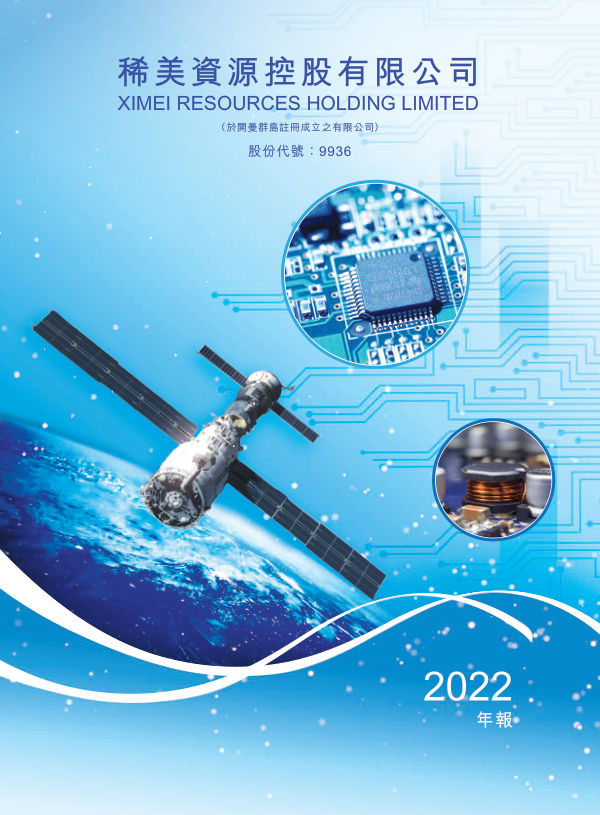 稀美資源控股有限公司
XIMEI RESOURCES HOLDING LIMITED
（於開曼群島註冊成立之有限公司）
股份代號：9936
2022
年報